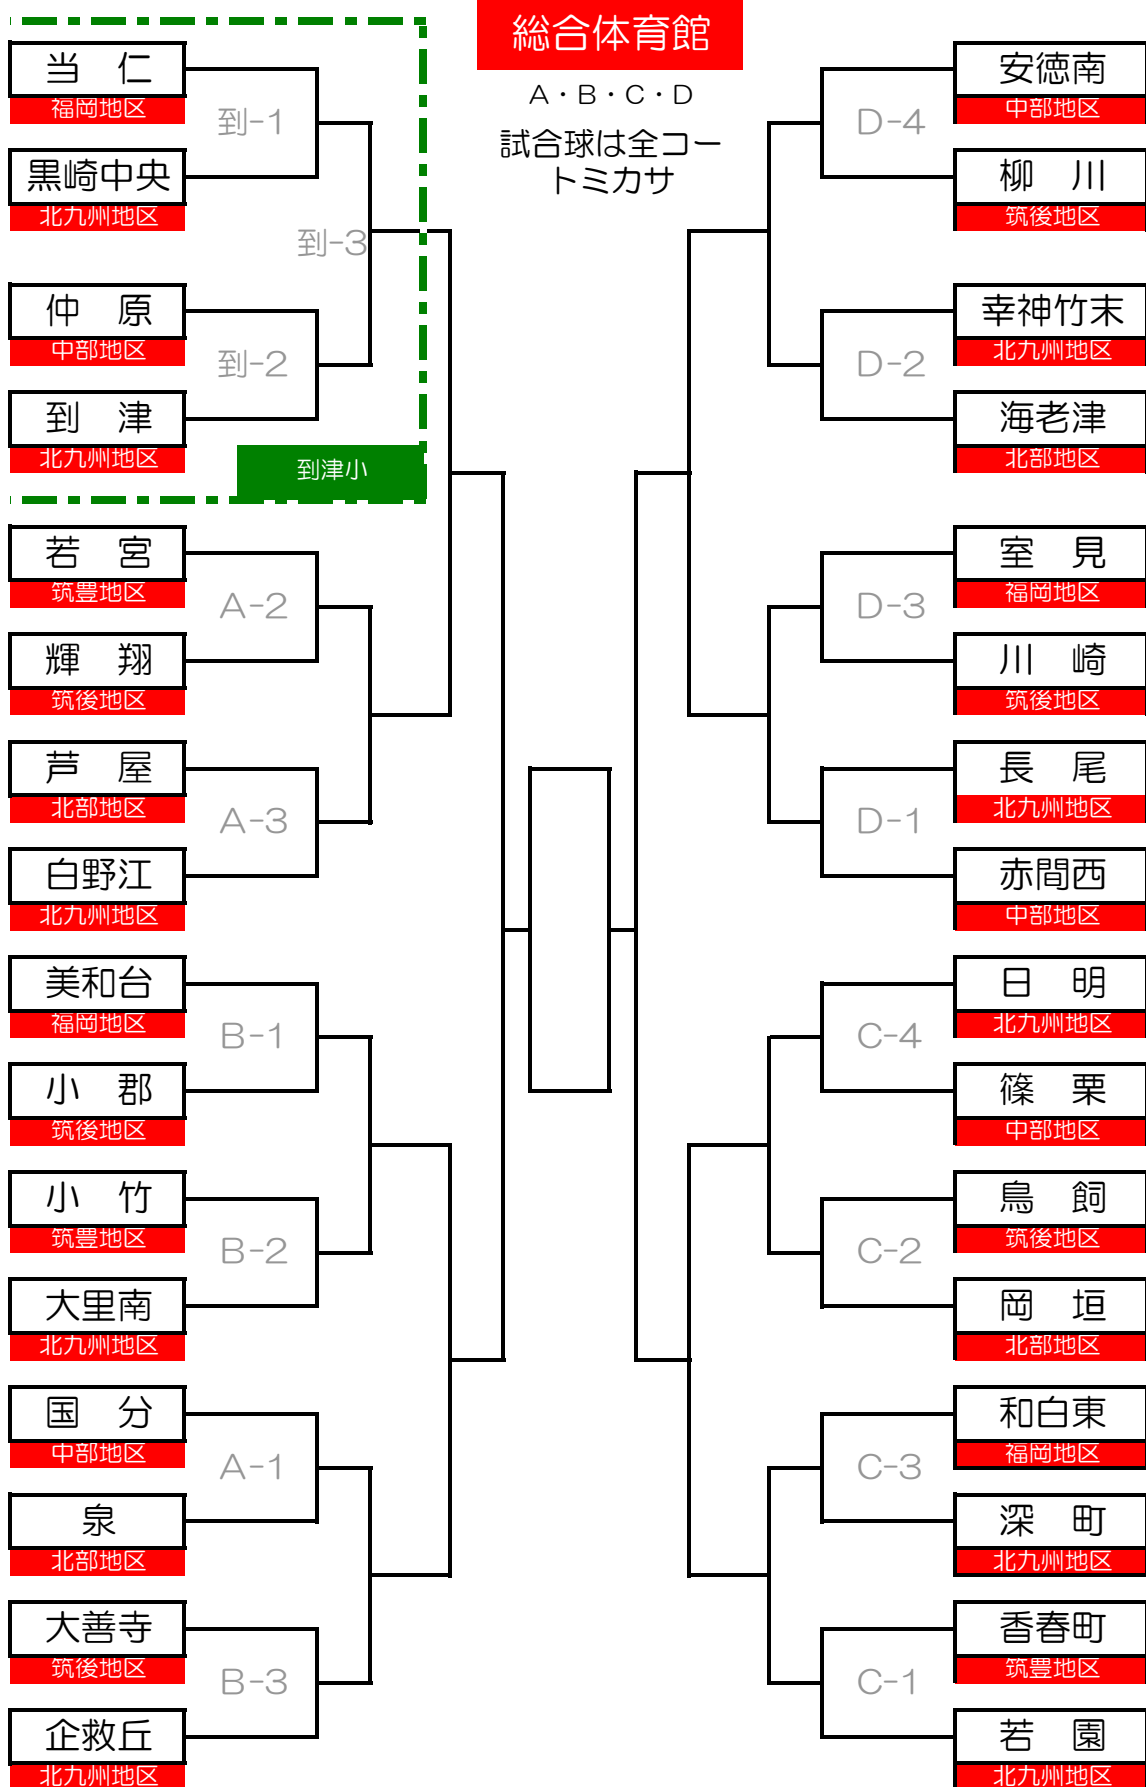 総合体育館
A・B・C・D
試合球は全コー
トミカサ
当　仁
福岡地区
到-1
黒崎中央
北九州地区
到-3
仲　原
中部地区
到-2
到　津
北九州地区
到津小
若　宮
筑豊地区
A-2
輝　翔
筑後地区
芦　屋
北部地区
A-3
白野江
北九州地区
美和台
福岡地区
B-1
小　郡
筑後地区
小　竹
筑豊地区
B-2
大里南
北九州地区
国　分
中部地区
A-1
泉
北部地区
大善寺
筑後地区
B-3
企救丘
北九州地区
安徳南
中部地区
D-4
柳　川
筑後地区
幸神竹末
北九州地区
D-2
海老津
北部地区
室　見
福岡地区
D-3
川　崎
筑後地区
長　尾
北九州地区
D-1
赤間西
中部地区
日　明
北九州地区
C-4
篠　栗
中部地区
鳥　飼
筑後地区
C-2
岡　垣
北部地区
和白東
福岡地区
C-3
深　町
北九州地区
香春町
筑豊地区
C-1
若　園
北九州地区